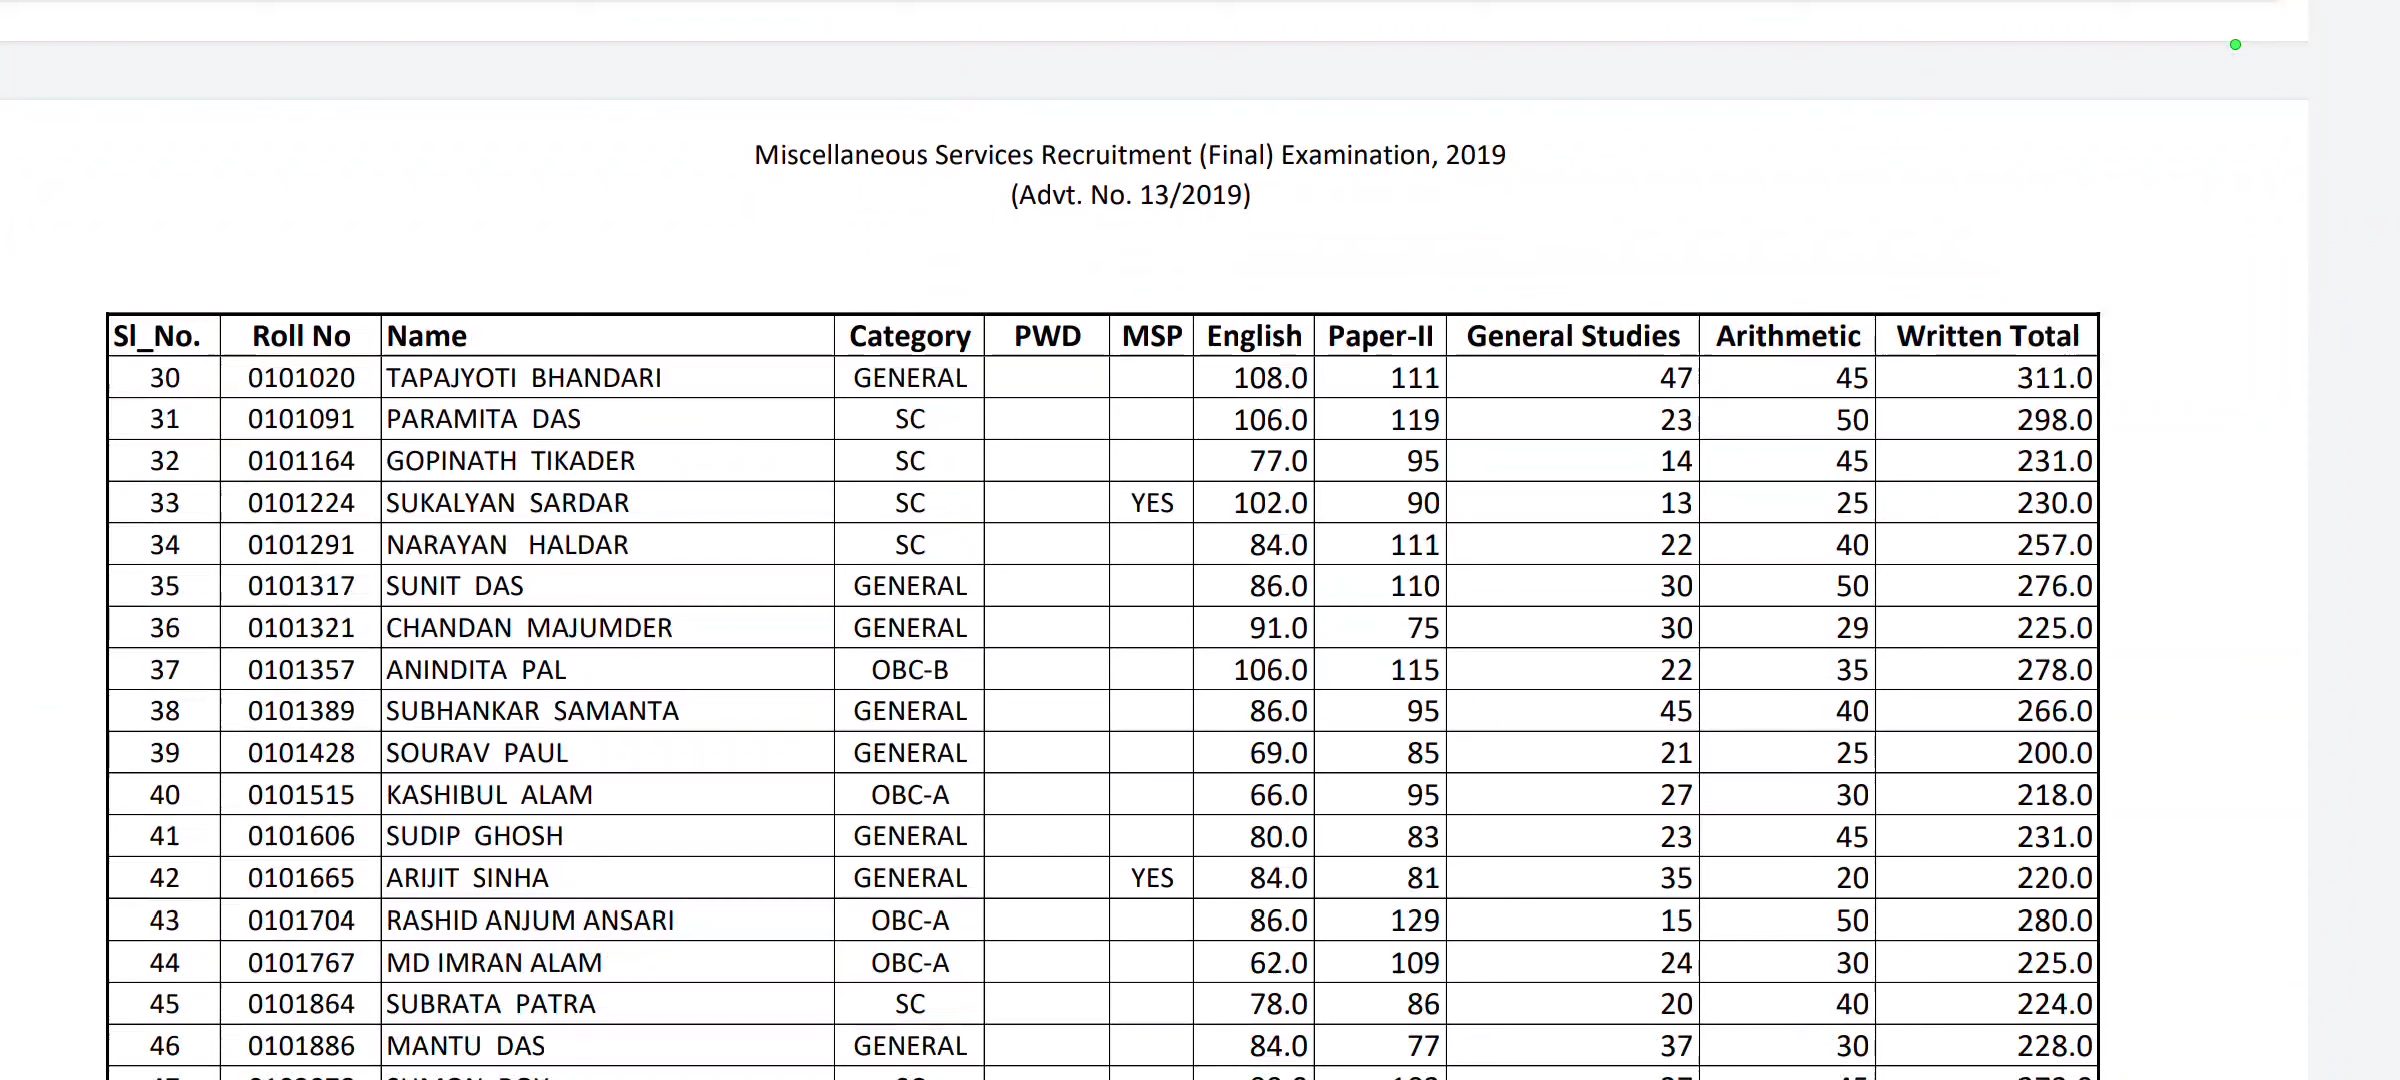 Miscellaneous Services Recruitment (Final) Examination, 2019
(Advt. No. 13/2019)
Sl_No. Roll No Name Category PWD MSP English Paper-II General Studies Arithmetic Written Total
30 0101020 TAPAJYOTI BHANDARI GENERAL 108.0 111 47 45 311.0
31 0101091 PARAMITA DAS SC 106.0 119 23 50 298.0
32 0101164 GOPINATH TIKADER SC 77.0 95 14 45 231.0
33 0101224 SUKALYAN SARDAR SC YES 102.0 90 13 25 230.0
34 0101291 NARAYAN HALDAR SC 84.0 111 22 40 257.0
35 0101317 SUNIT DAS GENERAL 86.0 110 30 50 276.0
36 0101321 CHANDAN MAJUMDER GENERAL 91.0 75 30 29 225.0
37 0101357 ANINDITA PAL OBC-B 106.0 115 22 35 278.0
38 0101389 SUBHANKAR SAMANTA GENERAL 86.0 95 45 40 266.0
39 0101428 SOURAV PAUL GENERAL 69.0 85 21 25 200.0
40 0101515 KASHIBUL ALAM OBC-A 66.0 95 27 30 218.0
41 0101606 SUDIP GHOSH GENERAL 80.0 83 23 45 231.0
42 0101665 ARIJIT SINHA GENERAL YES 84.0 81 35 20 220.0
43 0101704 RASHID ANJUM ANSARI OBC-A 86.0 129 15 50 280.0
44 0101767 MD IMRAN ALAM OBC-A 62.0 109 24 30 225.0
45 0101864 SUBRATA PATRA SC 78.0 86 20 40 224.0
46 0101886 MANTU DAS GENERAL 84.0 77 37 30 228.0